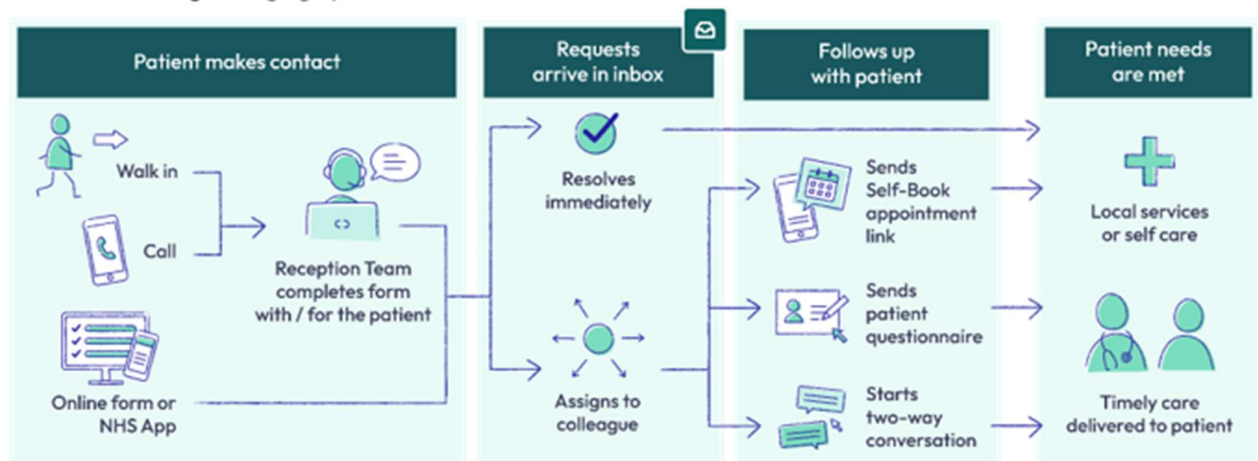 Patient makes contact
Requests
arrive in inbox
Follows up
with patient
Patient needs
are met
Walk in
Call
Reception Team
completes form
with / for the patient
Online form or
NHS App
Resolves
immediately
Assigns to
colleague
Sends
Self-Book
appointment
link
Sends
patient
questionnaire
Starts
two-way
conversation
Local services
or self care
Timely care
delivered to patient